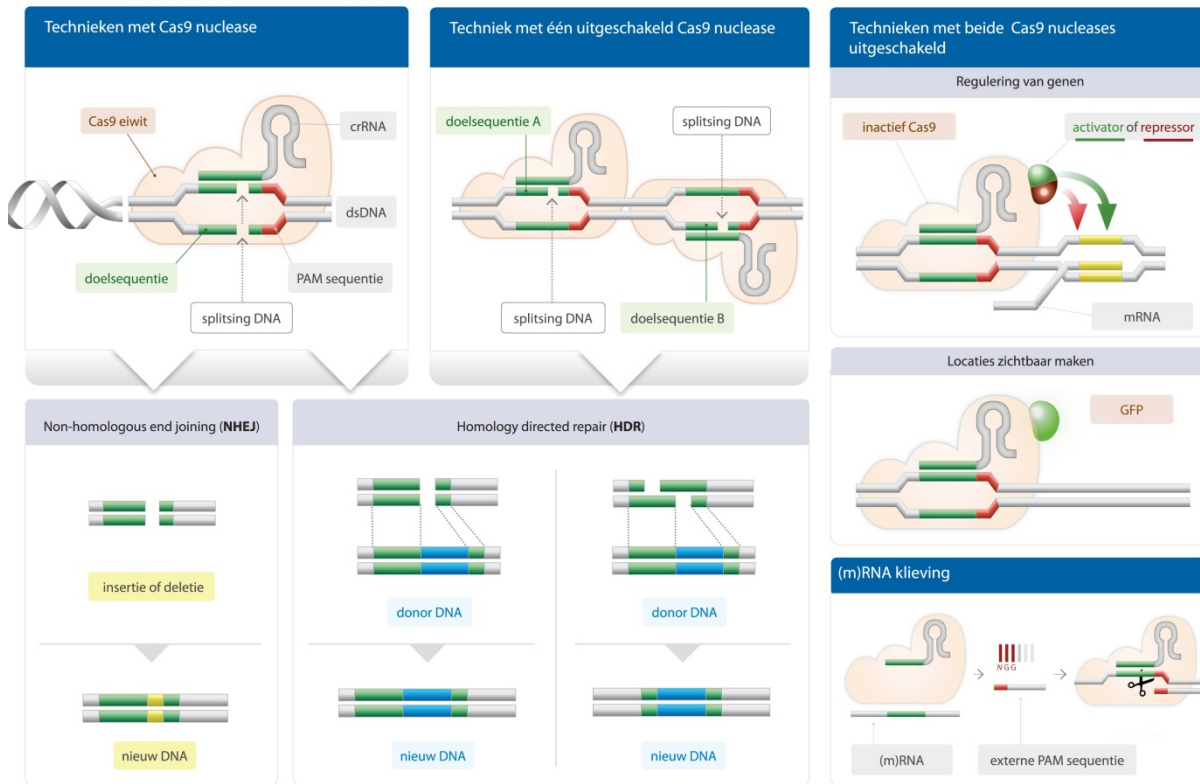 Technieken met Cas9 nuclease
Cas9 eiwit
crRNA
dsDNA
doelsequentie
PAM sequentie
splitsing DNA
Techniek met één uitgeschakeld Cas9 nuclease
doelsequentie A
splitsing DNA
splitsing DNA
doelsequentie B
Technieken met beide Cas9 nucleases
uitgeschakeld
Regulering van genen
inactief Cas9
activator of repressor
mRNA
Locaties zichtbaar maken
GFP
Non-homologous end joining (NHEJ)
insertie of deletie
nieuw DNA
Homology directed repair (HDR)
donor DNA
donor DNA
nieuw DNA
nieuw DNA
(m)RNA klieving
NGG
(m)RNA
externe PAM sequentie